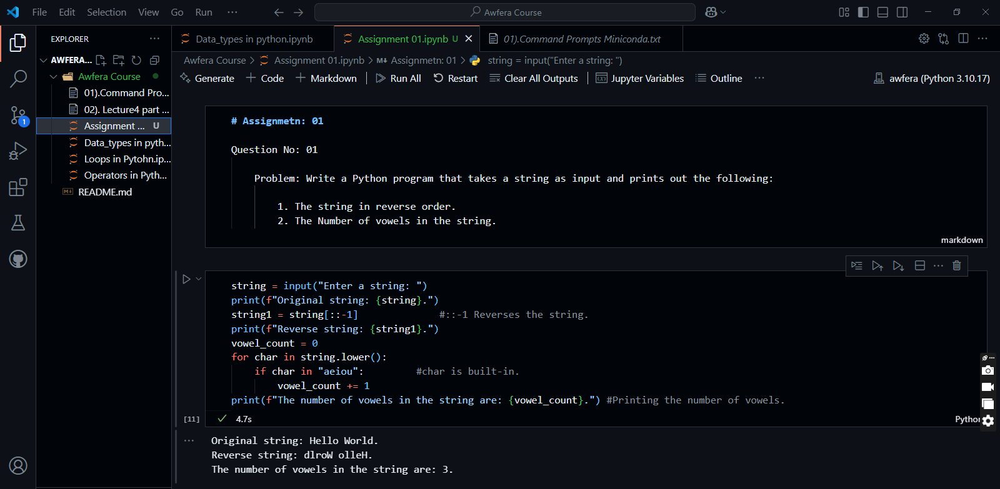 File Edit Selection View Go Run ··· Awfera Course
EXPLORER ···
AWFERA...
Awfera Course
01).Command Pro...
02). Lecture4 part ...
Assignment ... U
Data_types in pyth...
Loops in Pytohn.ip...
Operators in Pyth...
README.md
1
Data_types in python.ipynb Assignment 01.ipynb U 01).Command Prompts Miniconda.txt
Awfera Course > Assignment 01.ipynb > M↓ Assignmetn: 01 > string = input("Enter a string: ")
Generate + Code + Markdown Run All Restart Clear All Outputs Jupyter Variables Outline ··· awfera (Python 3.10.17)
# Assignmetn: 01
Question No: 01
Problem: Write a Python program that takes a string as input and prints out the following:
1. The string in reverse order.
2. The Number of vowels in the string.
markdown
string = input("Enter a string: ")
print(f"Original string: {string}.")
string1 = string[::-1] #::-1 Reverses the string.
print(f"Reverse string: {string1}.")
vowel_count = 0
for char in string.lower():
if char in "aeiou": #char is built-in.
vowel_count += 1
print(f"The number of vowels in the string are: {vowel_count}.") #Printing the number of vowels.
[11] 4.7s Python
Original string: Hello World.
Reverse string: dlroW olleH.
The number of vowels in the string are: 3.